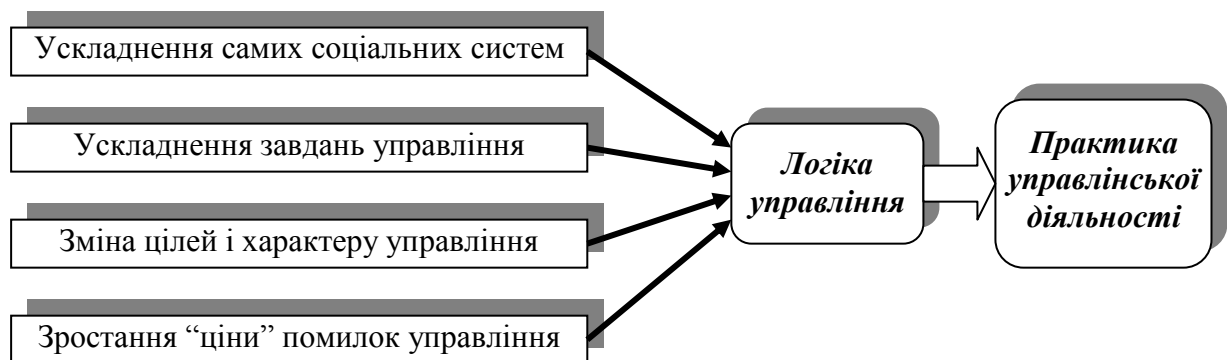 Ускладнення самих соціальних систем
Ускладнення завдань управління
Зміна цілей і характеру управління
Зростання “ціни” помилок управління
Логіка
управління
Практика
управлінської
діяльності